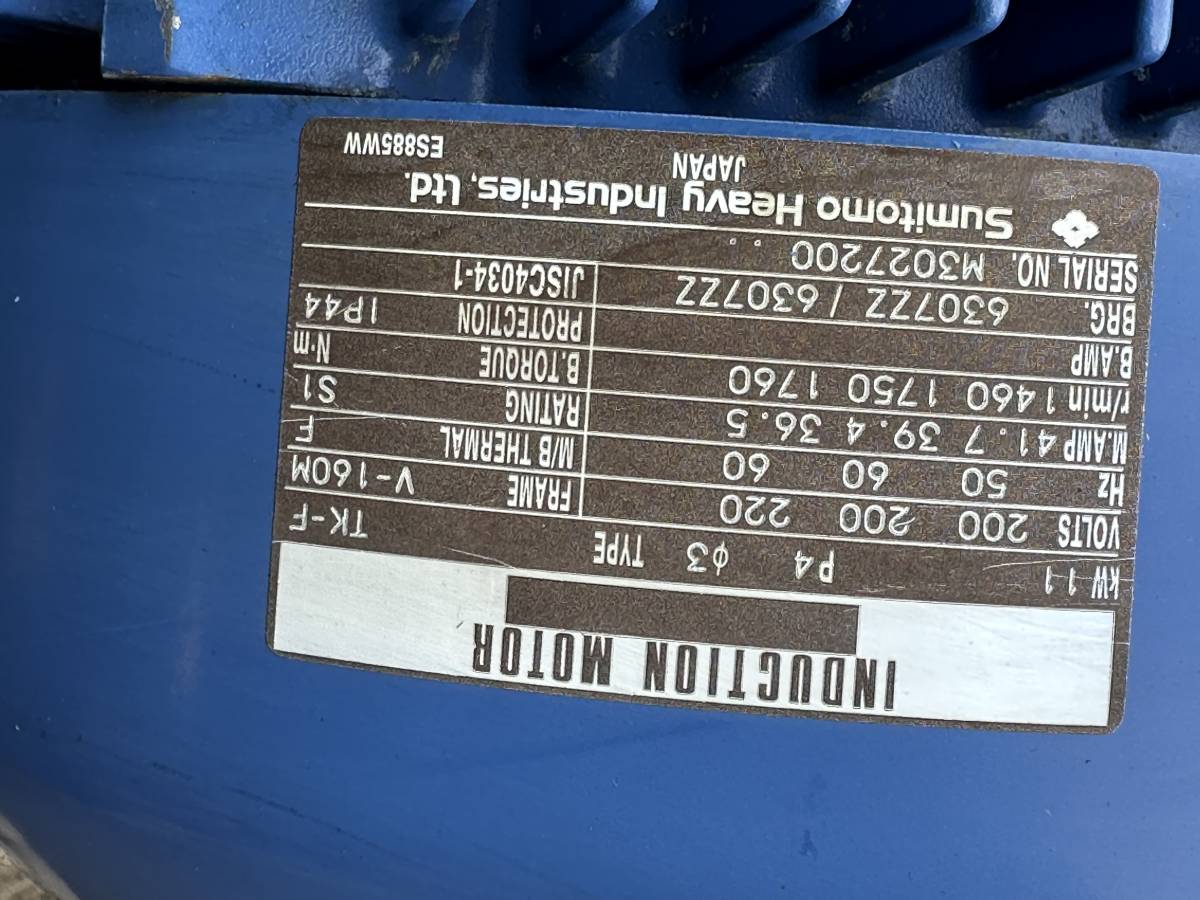 INDUCTION MOTOR
kW 11 P4 φ3 TYPE TK-F
VOLTS 200 200 220 FRAME V-160M
Hz 50 60 60 M/B THERMAL F
M.AMP 41.7 39.4 36.5 RATING S1
r/min 1460 1750 1760 B.TORQUE N·m
B.AMP PROTECTION IP44
BRG. 6307ZZ / 6307ZZ JISC4034-1
SERIAL NO. M3027200
Sumitomo Heavy Industries, Ltd.
JAPAN ES885WW